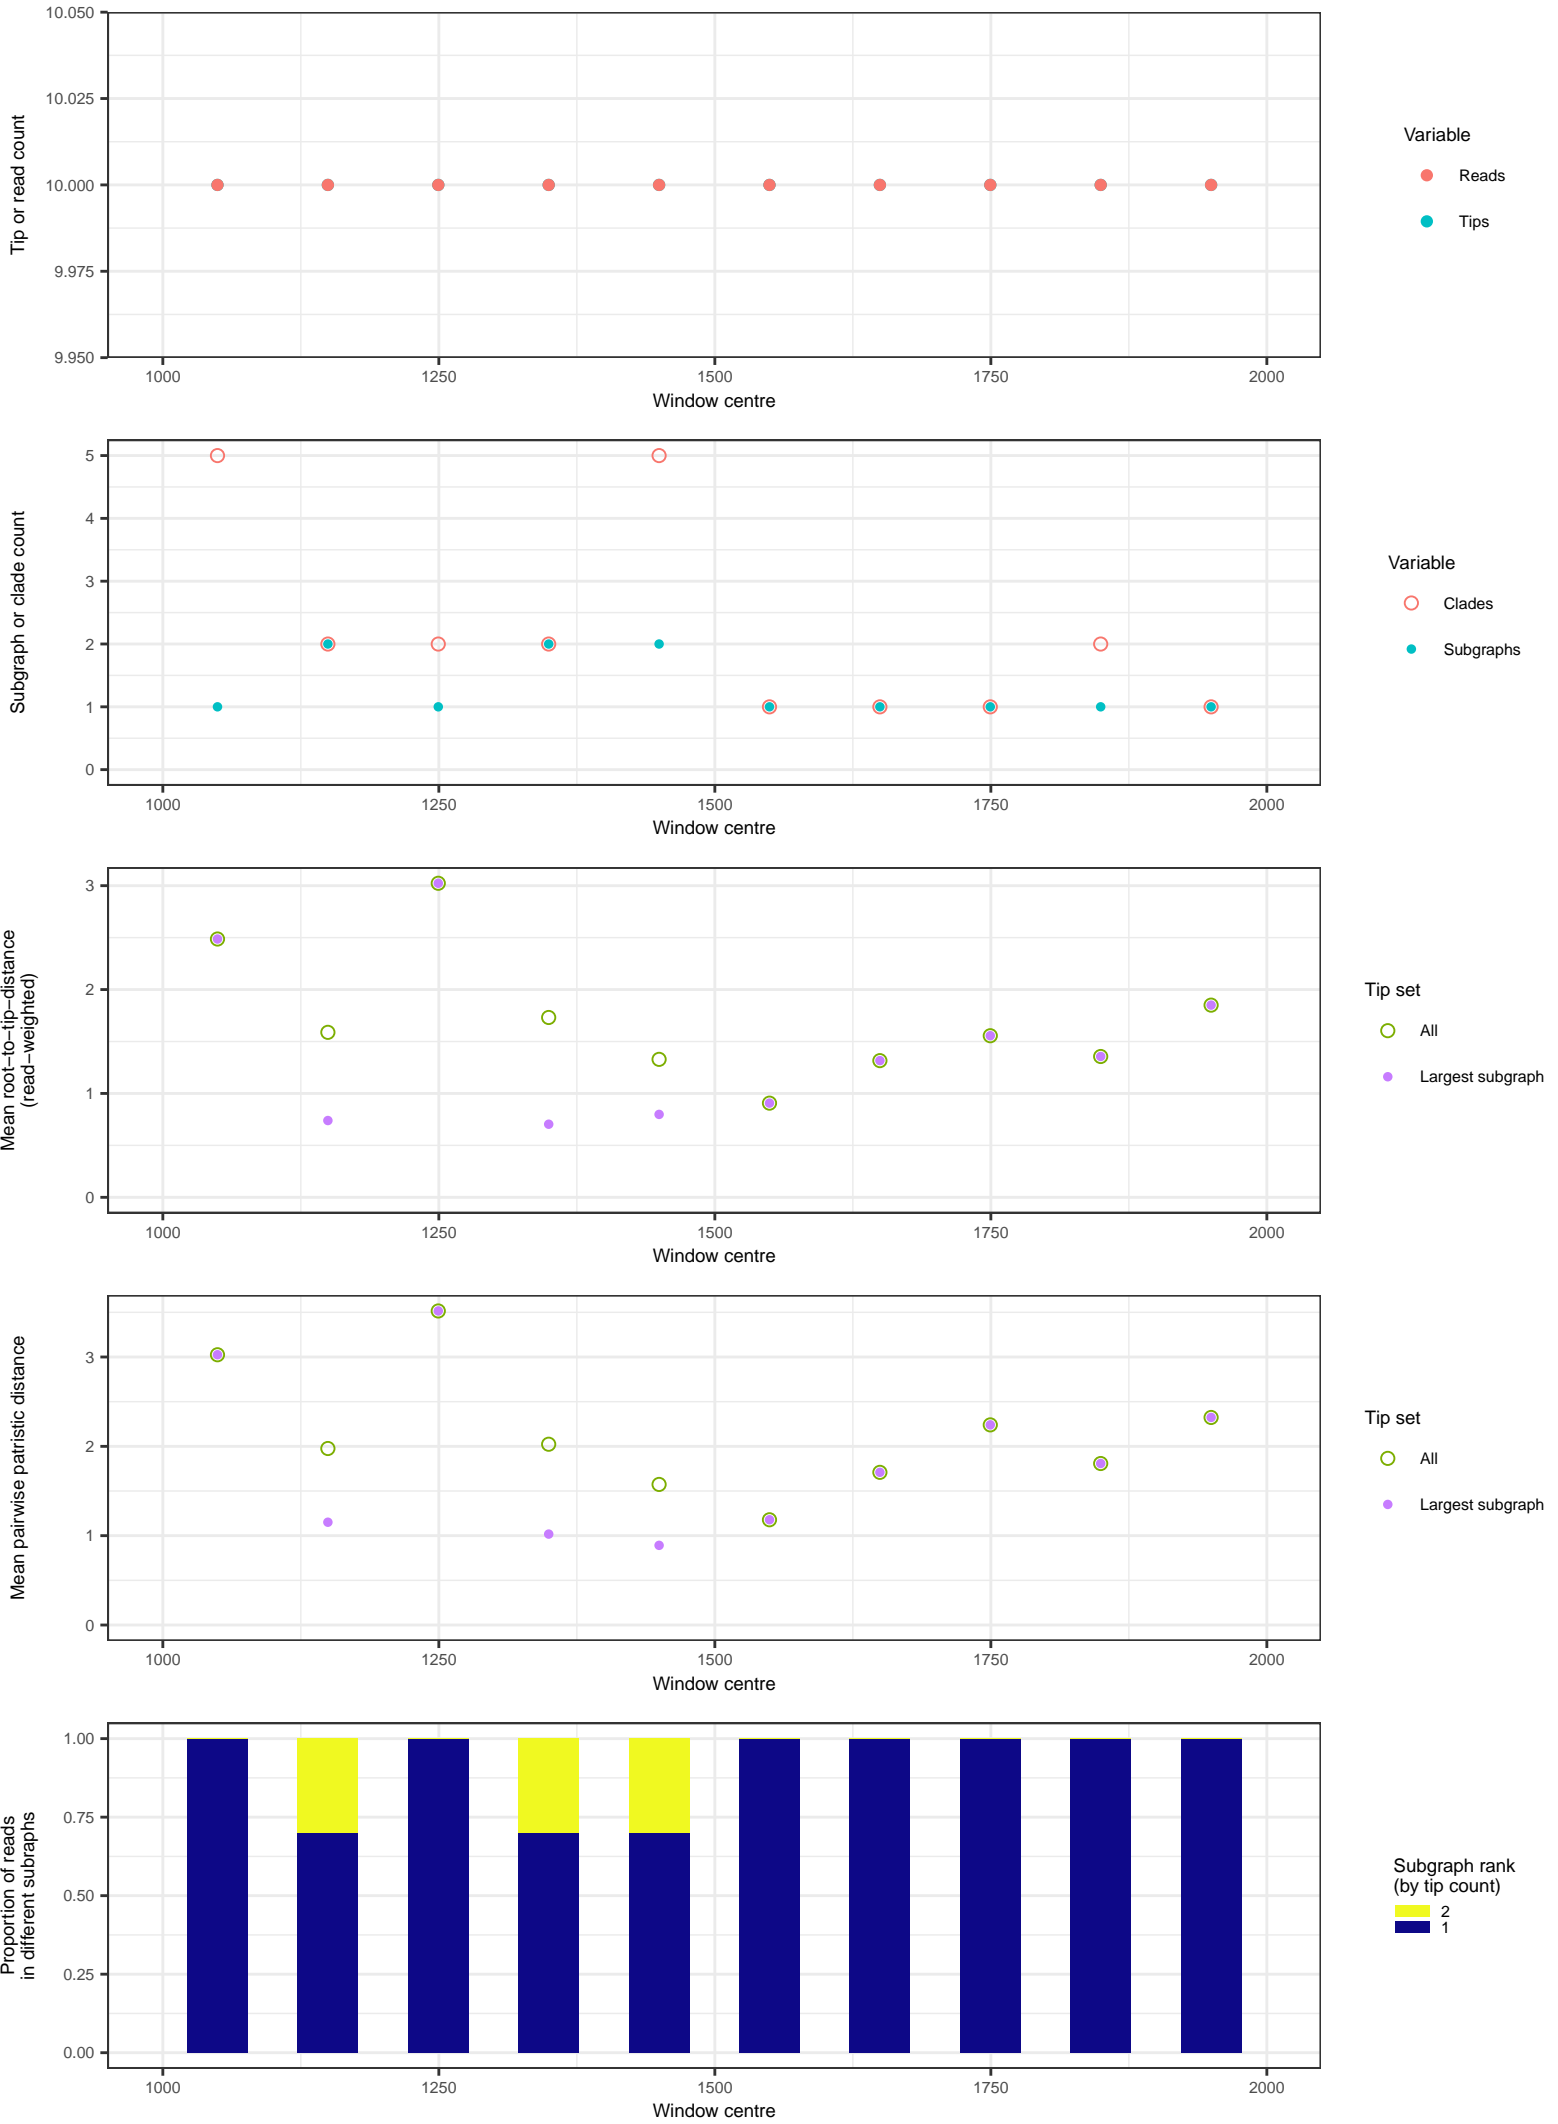 10.050
10.025
10.000
9.975
9.950
Tip or read count
1000 1250 1500 1750 2000
Window centre
Variable
Reads
Tips
5
4
3
2
1
0
Subgraph or clade count
1000 1250 1500 1750 2000
Window centre
Variable
Clades
Subgraphs
3
2
1
0
Mean root−to−tip−distance
(read−weighted)
1000 1250 1500 1750 2000
Window centre
Tip set
All
Largest subgraph
3
2
1
0
Mean pairwise patristic distance
1000 1250 1500 1750 2000
Window centre
Tip set
All
Largest subgraph
1.00
0.75
0.50
0.25
0.00
Proportion of reads
in different subraphs
1000 1250 1500 1750 2000
Window centre
Subgraph rank
(by tip count)
2
1